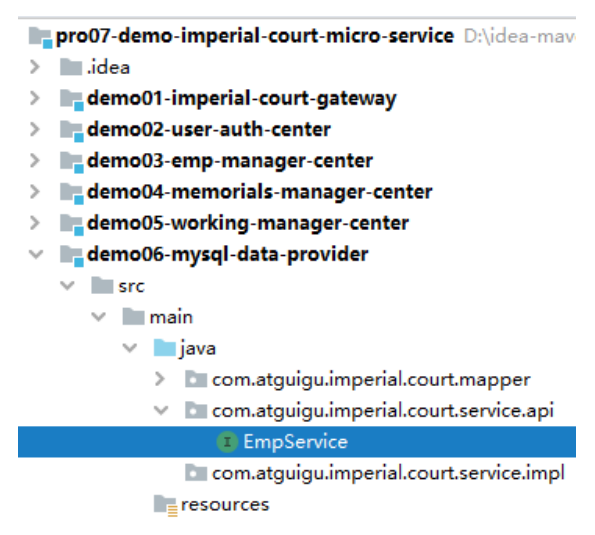 pro07-demo-imperial-court-micro-service D:\idea-mav
.idea
demo01-imperial-court-gateway
demo02-user-auth-center
demo03-emp-manager-center
demo04-memorials-manager-center
demo05-working-manager-center
demo06-mysql-data-provider
src
main
java
com.atguigu.imperial.court.mapper
com.atguigu.imperial.court.service.api
I EmpService
com.atguigu.imperial.court.service.impl
resources